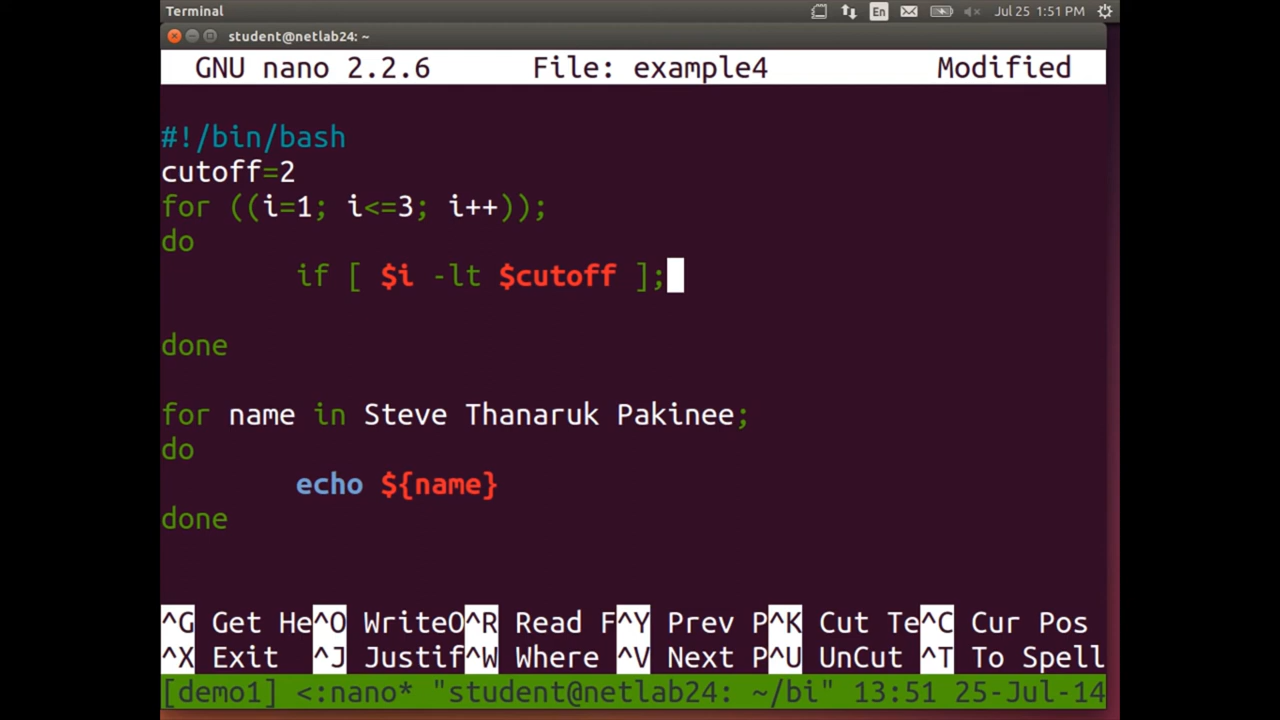 Terminal En Jul 25 1:51 PM
student@netlab24: ~
GNU nano 2.2.6 File: example4 Modified
#!/bin/bash
cutoff=2
for ((i=1; i<=3; i++));
do
if [ $i -lt $cutoff ];
done
for name in Steve Thanaruk Pakinee;
do
echo ${name}
done
^G Get He^O WriteO^R Read F^Y Prev P^K Cut Te^C Cur Pos
^X Exit ^J Justif^W Where ^V Next P^U UnCut ^T To Spell
[demo1] <:nano* "student@netlab24: ~/bi" 13:51 25-Jul-14